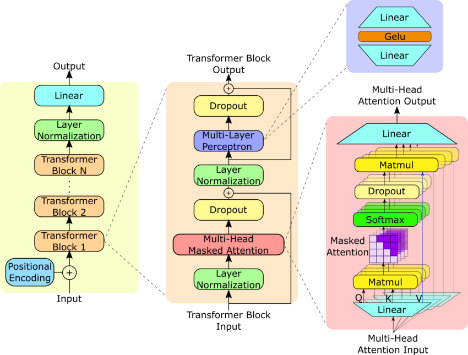 Output
Linear
Layer
Normalization
Transformer
Block N
Transformer
Block 2
Transformer
Block 1
Positional
Encoding
Input
Transformer Block
Output
Dropout
Multi-Layer
Perceptron
Layer
Normalization
Dropout
Multi-Head
Masked Attention
Layer
Normalization
Transformer Block
Input
Linear
Gelu
Linear
Multi-Head
Attention Output
Linear
Matmul
Dropout
Softmax
Masked
Attention
Matmul
Q K V
Linear
Multi-Head
Attention Input